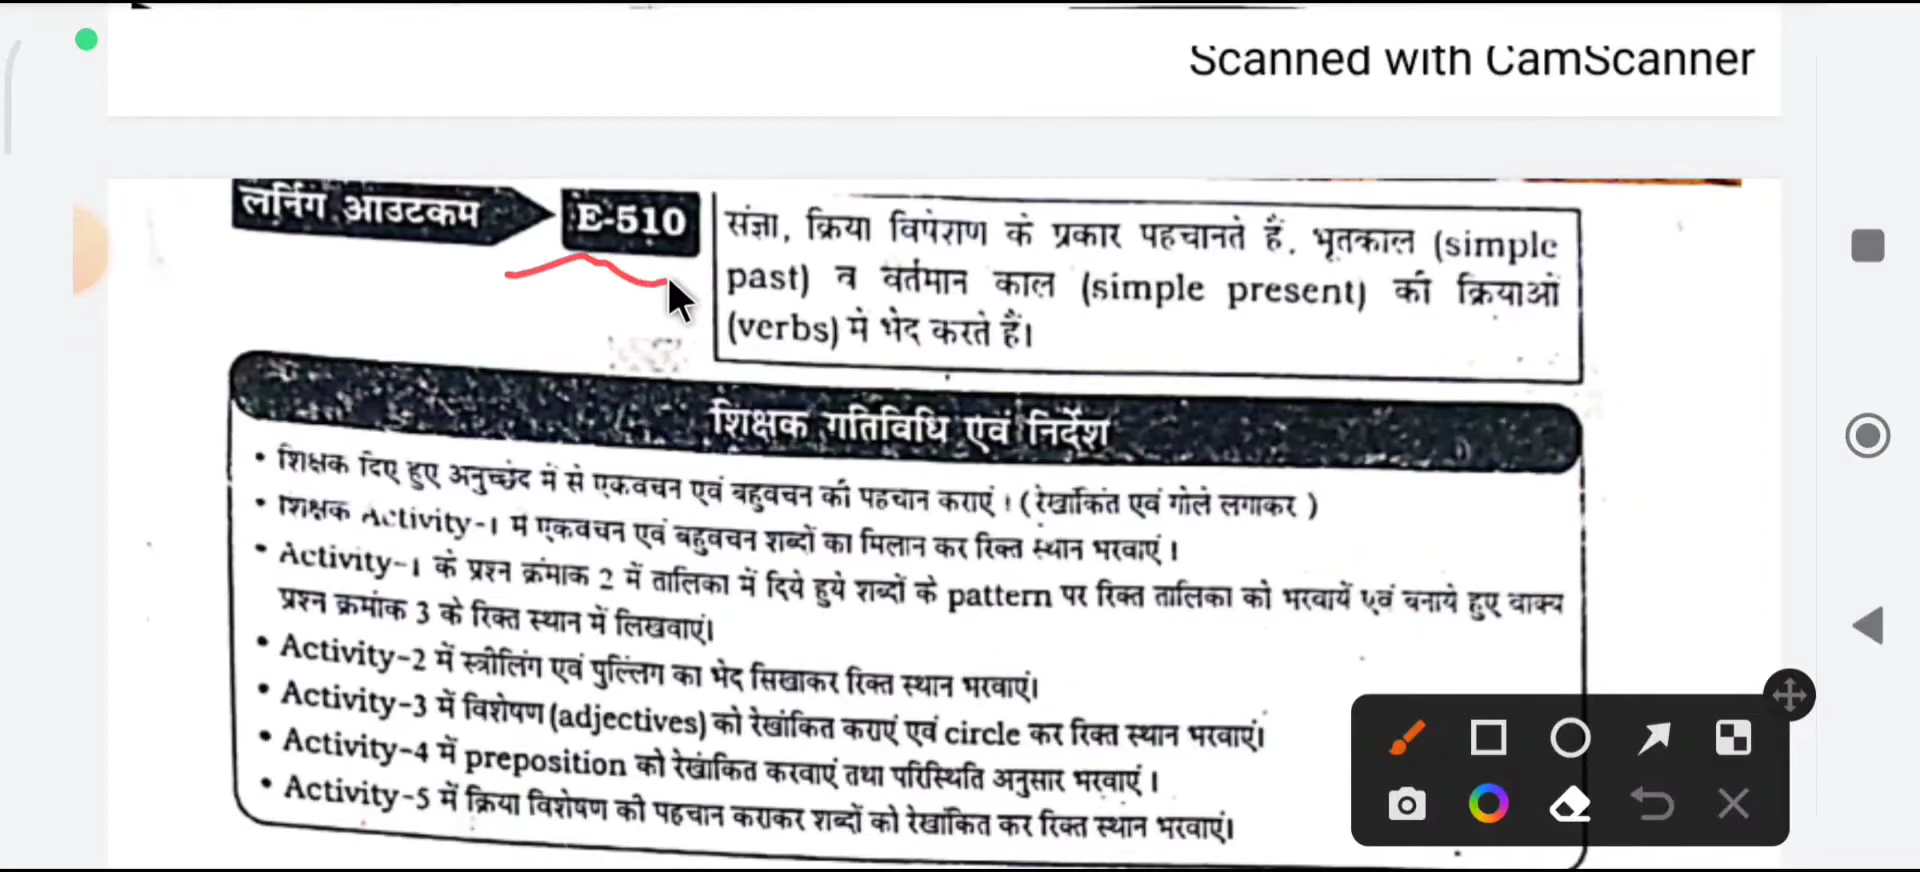 Scanned with CamScanner
लर्निंग आउटकम E-510
संज्ञा, क्रिया विषेशण के प्रकार पहचानते हैं. भूतकाल (simple
past) व वर्तमान काल (simple present) की क्रियाओं
(verbs) में भेद करते हैं।
शिक्षक गतिविधि एवं निर्देश
• शिक्षक दिए हुए अनुच्छेद में से एकवचन एवं बहुवचन की पहचान कराएं। (रेखांकित एवं गोले लगाकर)
• शिक्षक Activity-1 में एकवचन एवं बहुवचन शब्दों का मिलान कर रिक्त स्थान भरवाएं।
• Activity-1 के प्रश्न क्रंमाक 2 में तालिका में दिये हुये शब्दों के pattern पर रिक्त तालिका को भरवायें एवं बनाये हुए वाक्य
प्रश्न क्रमांक 3 के रिक्त स्थान में लिखवाएं।
• Activity-2 में स्त्रीलिंग एवं पुल्लिंग का भेद सिखाकर रिक्त स्थान भरवाएं।
• Activity-3 में विशेषण (adjectives) को रेखांकित कराएं एवं circle कर रिक्त स्थान भरवाएं।
• Activity-4 में preposition को रेखांकित करवाएं तथा परिस्थिति अनुसार भरवाएं।
• Activity-5 में क्रिया विशेषण की पहचान कराकर शब्दों को रेखांकित कर रिक्त स्थान भरवाएं।